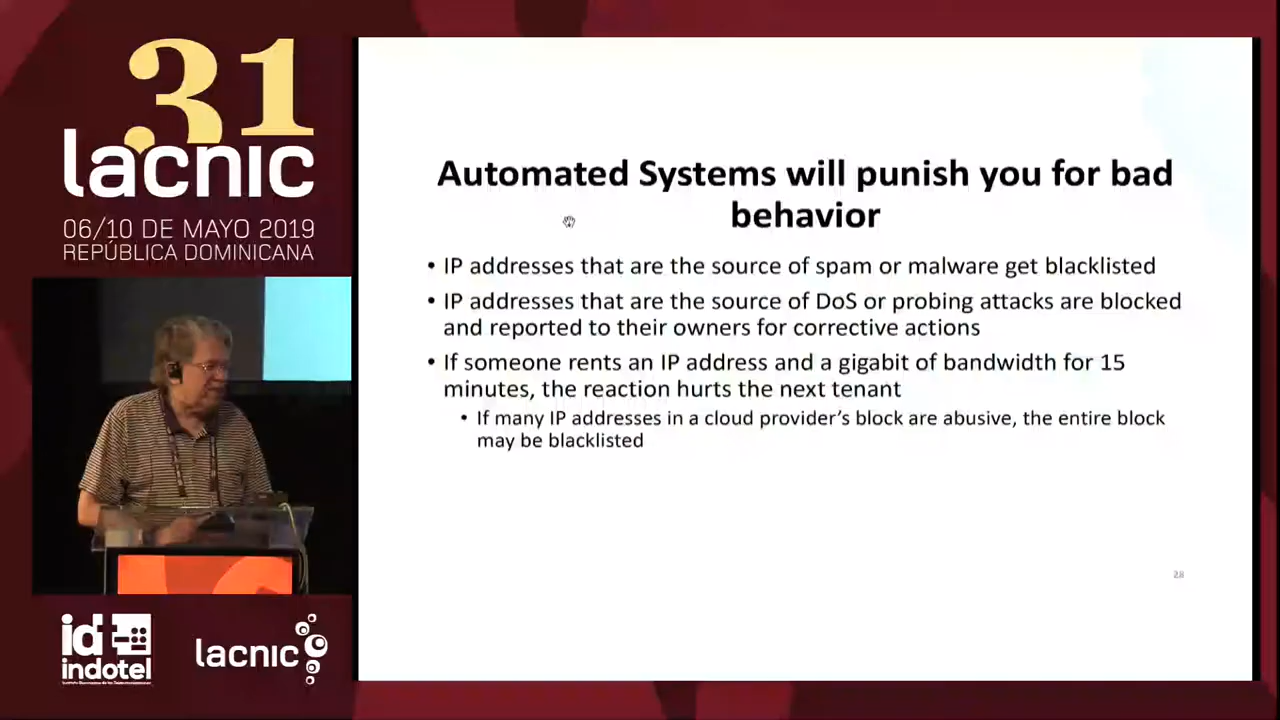 31
lacnic
06/10 DE MAYO 2019
REPÚBLICA DOMINICANA
Automated Systems will punish you for bad
behavior
• IP addresses that are the source of spam or malware get blacklisted
• IP addresses that are the source of DoS or probing attacks are blocked
and reported to their owners for corrective actions
• If someone rents an IP address and a gigabit of bandwidth for 15
minutes, the reaction hurts the next tenant
• If many IP addresses in a cloud provider's block are abusive, the entire block
may be blacklisted
28
id
indotel
lacnic